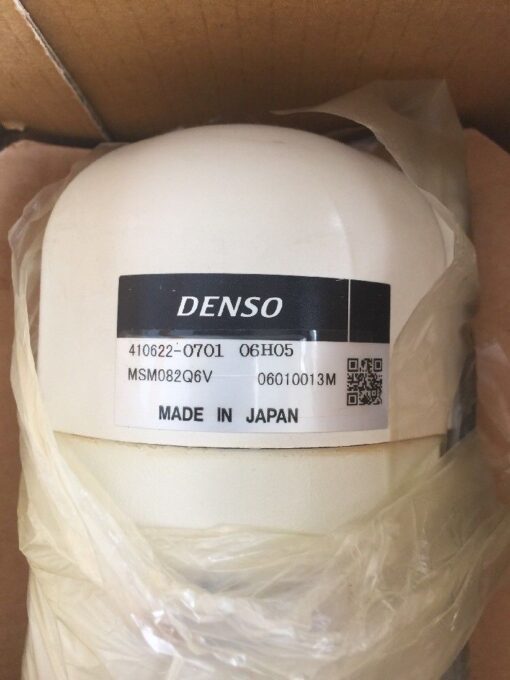 DENSO
410622-0701 06H05
MSM082Q6V 06010013M
MADE IN JAPAN